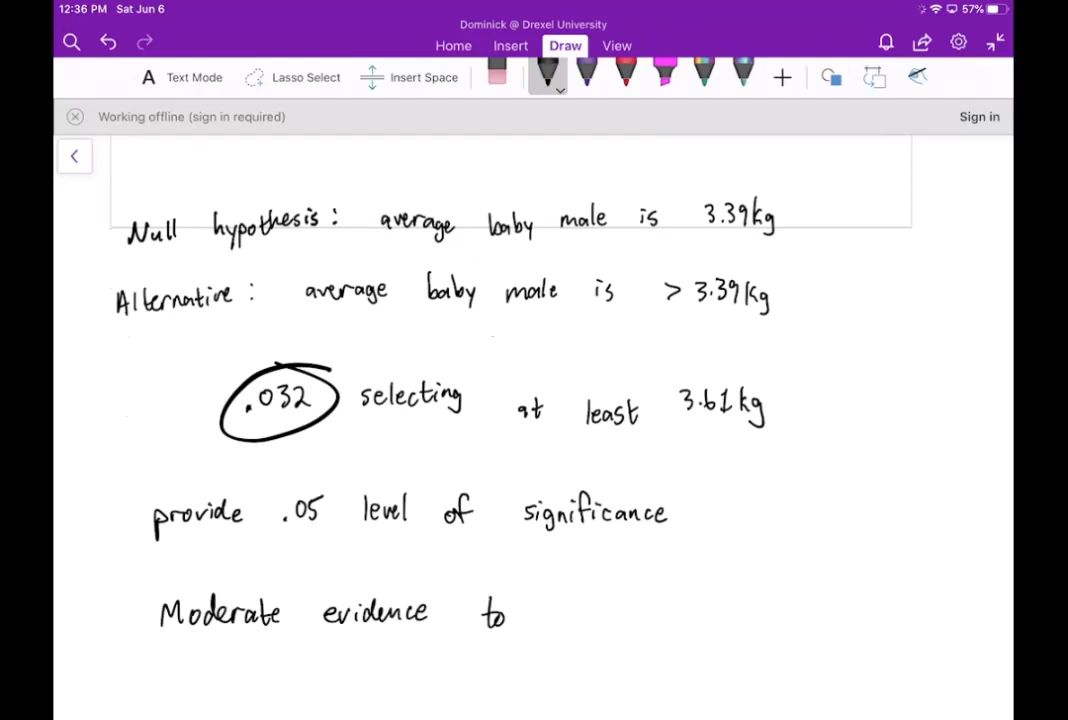 12:36 PM Sat Jun 6 57%
Dominick @ Drexel University
Home Insert Draw View
A Text Mode Lasso Select Insert Space
Working offline (sign in required) Sign in
Null hypothesis: average baby male is 3.39kg
Alternative: average baby male is > 3.39kg
.032 selecting at least 3.61kg
provide .05 level of significance
Moderate evidence to